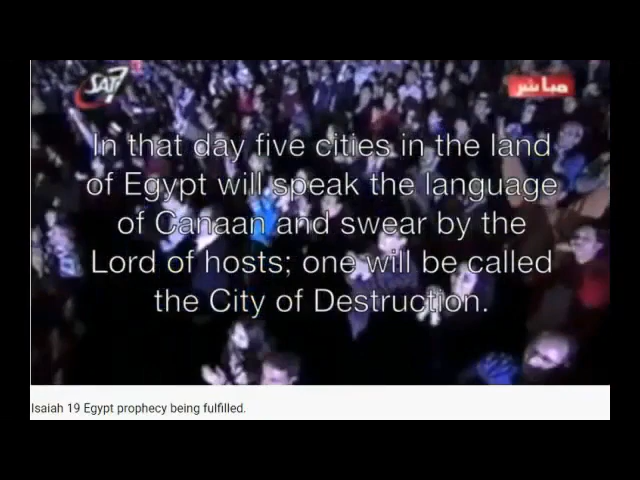 SAT7
مباشر
In that day five cities in the land
of Egypt will speak the language
of Canaan and swear by the
Lord of hosts; one will be called
the City of Destruction.
Isaiah 19 Egypt prophecy being fulfilled.